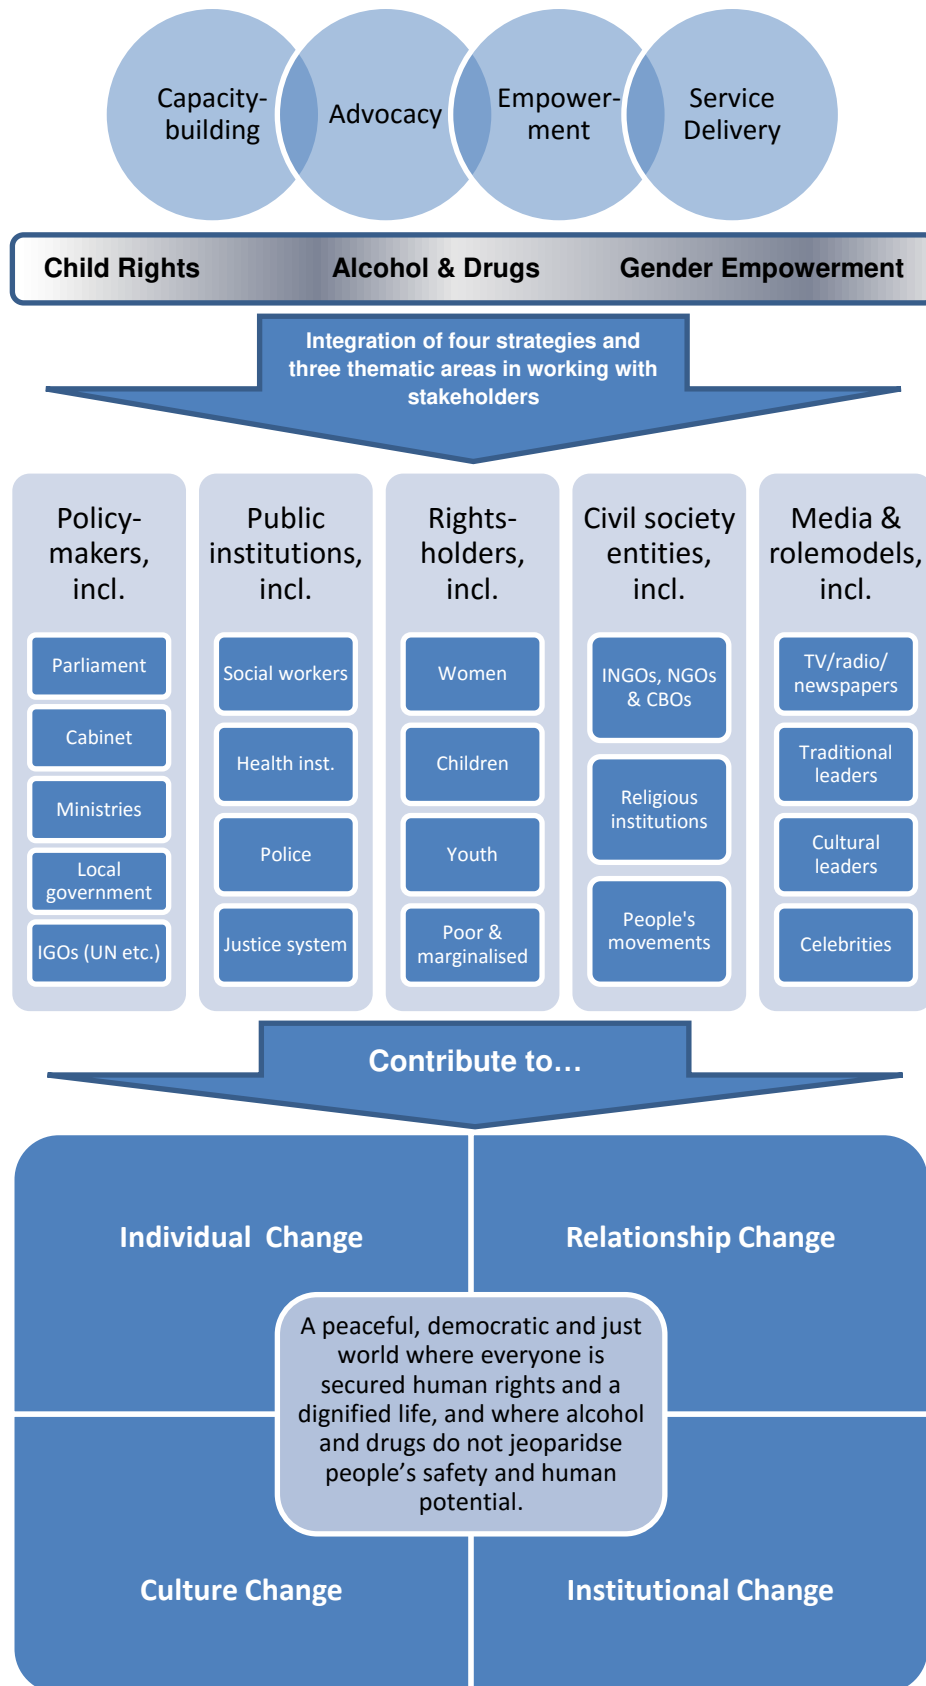 Capacity-
building
Advocacy
Empower-
ment
Service
Delivery
Child Rights
Alcohol & Drugs
Gender Empowerment
Integration of four strategies and
three thematic areas in working with
stakeholders
Policy-
makers,
incl.
Parliament
Cabinet
Ministries
Local
government
IGOs (UN etc.)
Public
institutions,
incl.
Social workers
Health inst.
Police
Justice system
Rights-
holders,
incl.
Women
Children
Youth
Poor &
marginalised
Civil society
entities,
incl.
INGOs, NGOs
& CBOs
Religious
institutions
People's
movements
Media &
rolemodels,
incl.
TV/radio/
newspapers
Traditional
leaders
Cultural
leaders
Celebrities
Contribute to…
Individual  Change
Relationship Change
A peaceful, democratic and just
world where everyone is
secured human rights and a
dignified life, and where alcohol
and drugs do not jeoparidse
people’s safety and human
potential.
Culture Change
Institutional Change